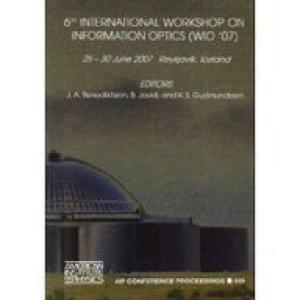 6TH INTERNATIONAL WORKSHOP ON
INFORMATION OPTICS (WIO '07)
25 – 30 June 2007 Reykjavik, Iceland
EDITORS
J. A. Benediktsson, B. Javidi, and K. S. Gudmundsson
AMERICAN
INSTITUTE
OF PHYSICS
AIP CONFERENCE PROCEEDINGS